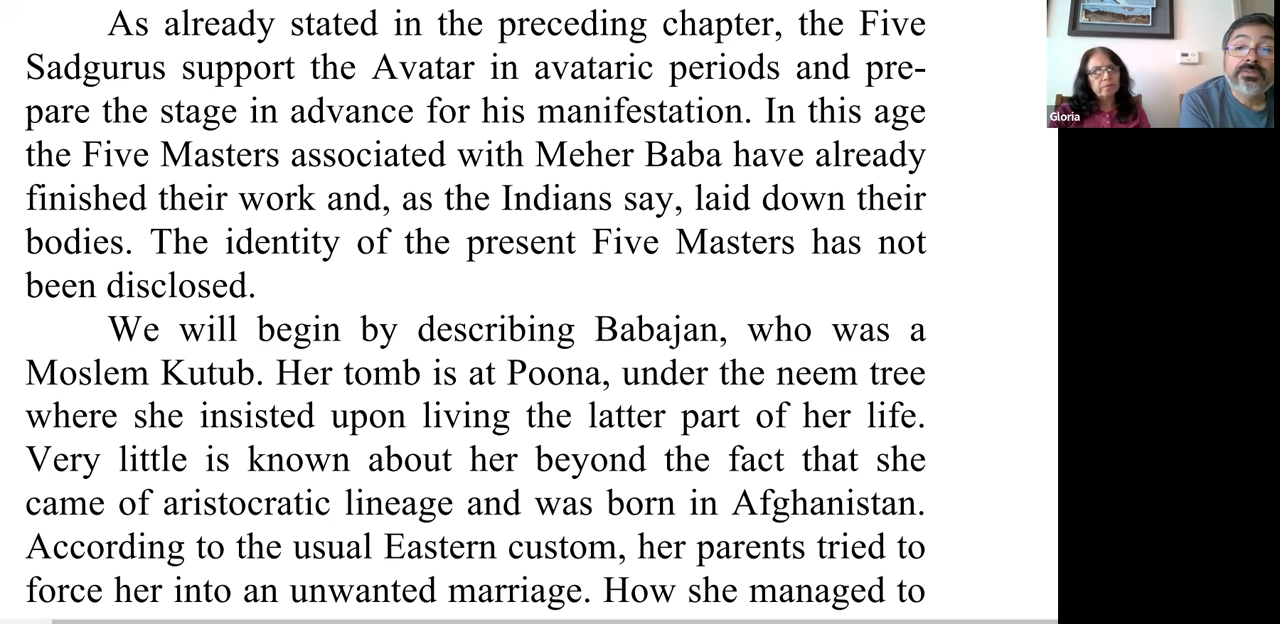 As already stated in the preceding chapter, the Five
Sadgurus support the Avatar in avataric periods and pre-
pare the stage in advance for his manifestation. In this age
the Five Masters associated with Meher Baba have already
finished their work and, as the Indians say, laid down their
bodies. The identity of the present Five Masters has not
been disclosed.
We will begin by describing Babajan, who was a
Moslem Kutub. Her tomb is at Poona, under the neem tree
where she insisted upon living the latter part of her life.
Very little is known about her beyond the fact that she
came of aristocratic lineage and was born in Afghanistan.
According to the usual Eastern custom, her parents tried to
force her into an unwanted marriage. How she managed to
Gloria